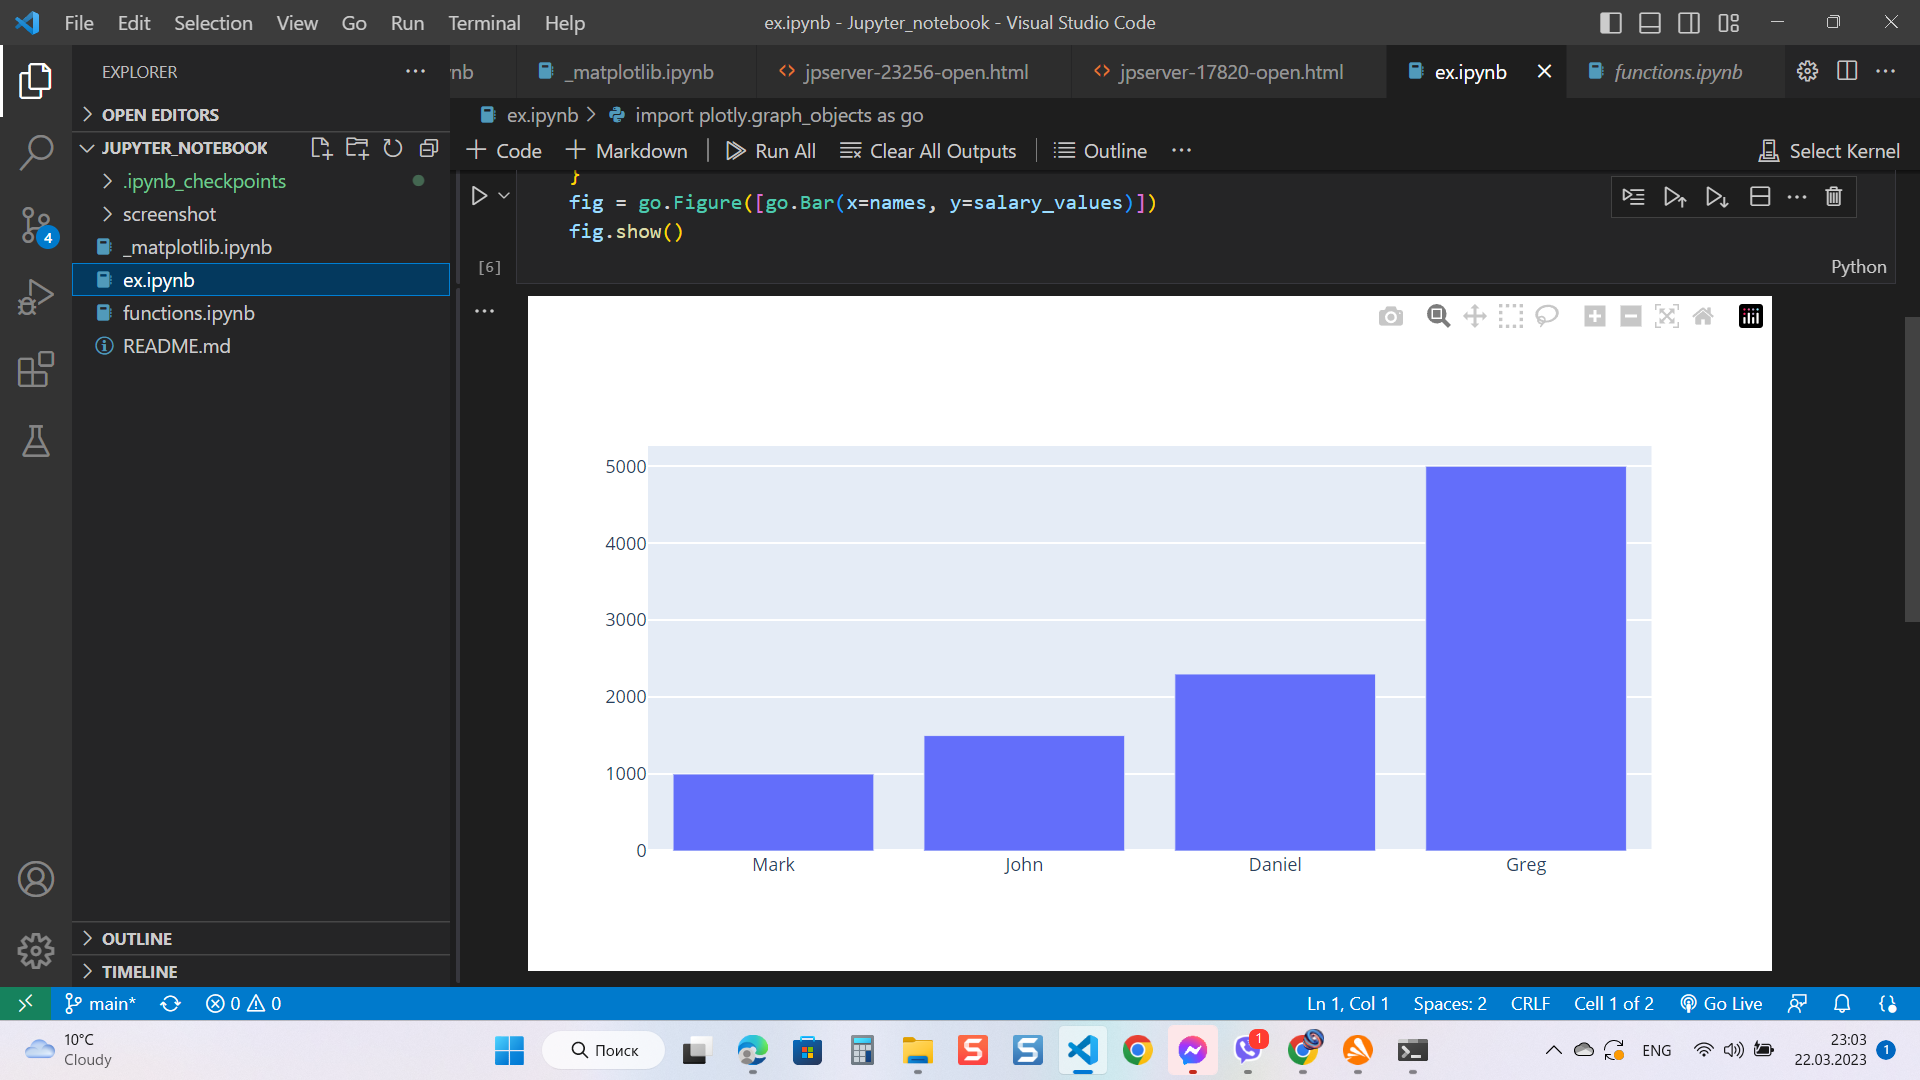 File Edit Selection View Go Run Terminal Help
ex.ipynb - Jupyter_notebook - Visual Studio Code
EXPLORER
nb
_matplotlib.ipynb
jpserver-23256-open.html
jpserver-17820-open.html
ex.ipynb
functions.ipynb
OPEN EDITORS
ex.ipynb > import plotly.graph_objects as go
JUPYTER_NOTEBOOK
+ Code + Markdown Run All Clear All Outputs Outline ...
Select Kernel
.ipynb_checkpoints
screenshot
_matplotlib.ipynb
ex.ipynb
functions.ipynb
README.md
}
fig = go.Figure([go.Bar(x=names, y=salary_values)])
fig.show()
[6]
Python
5000
4000
3000
2000
1000
0
Mark John Daniel Greg
OUTLINE
TIMELINE
4
main* 0 0
Ln 1, Col 1 Spaces: 2 CRLF Cell 1 of 2 Go Live
10°C
Cloudy
Поиск
1
ENG
23:03
22.03.2023
1